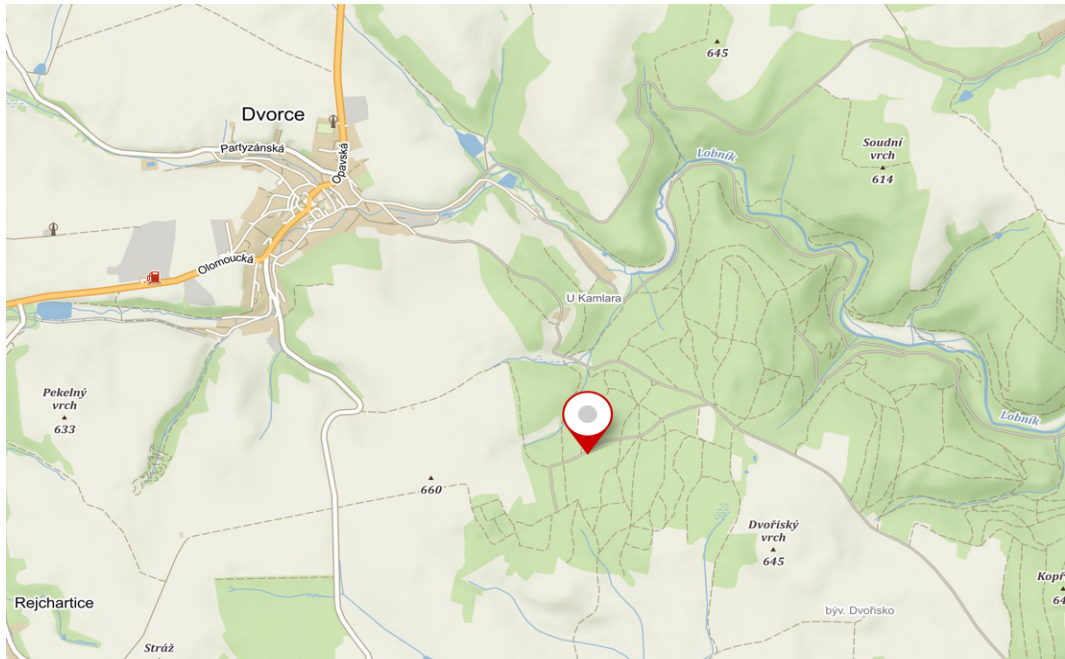 645
Dvorce
Partyzánská
Opavská
Soudní
vrch
614
Lobník
Olomoucká
U Kamlara
Pekelný
vrch
633
Lobník
660
Dvořiský
vrch
645
Rejchartice
býv. Dvořisko
Stráž